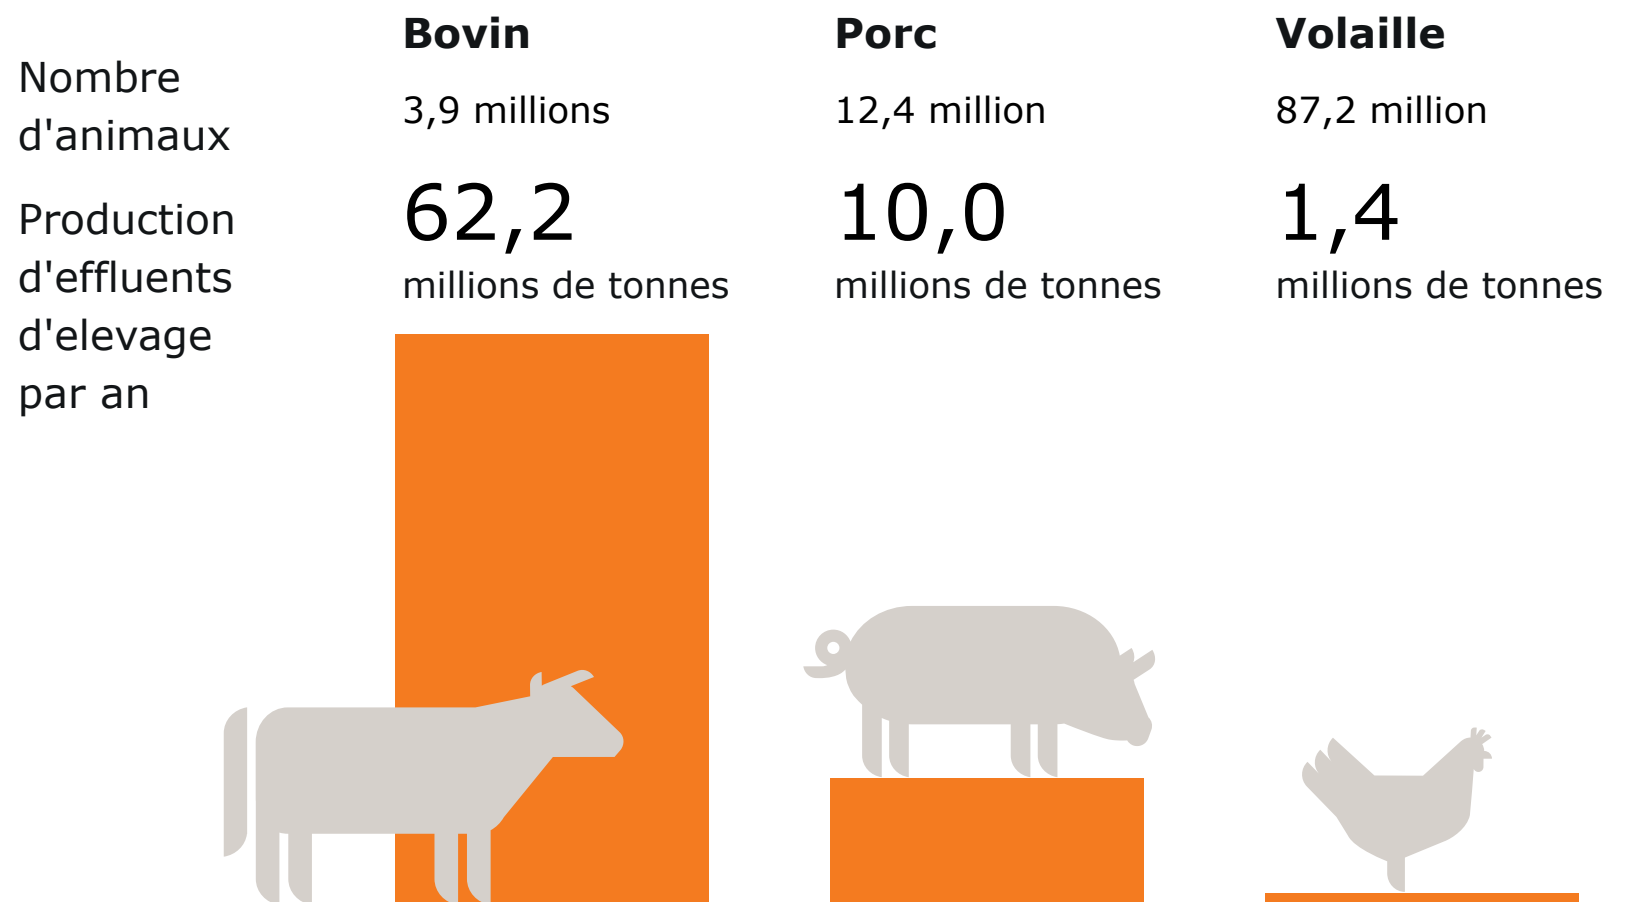 Bovin
Porc
Volaille
Nombre
d'animaux
3,9 millions
12,4 million
87,2 million
Production
d'effluents
d'elevage
par an
62,2
millions de tonnes
10,0
millions de tonnes
1,4
millions de tonnes